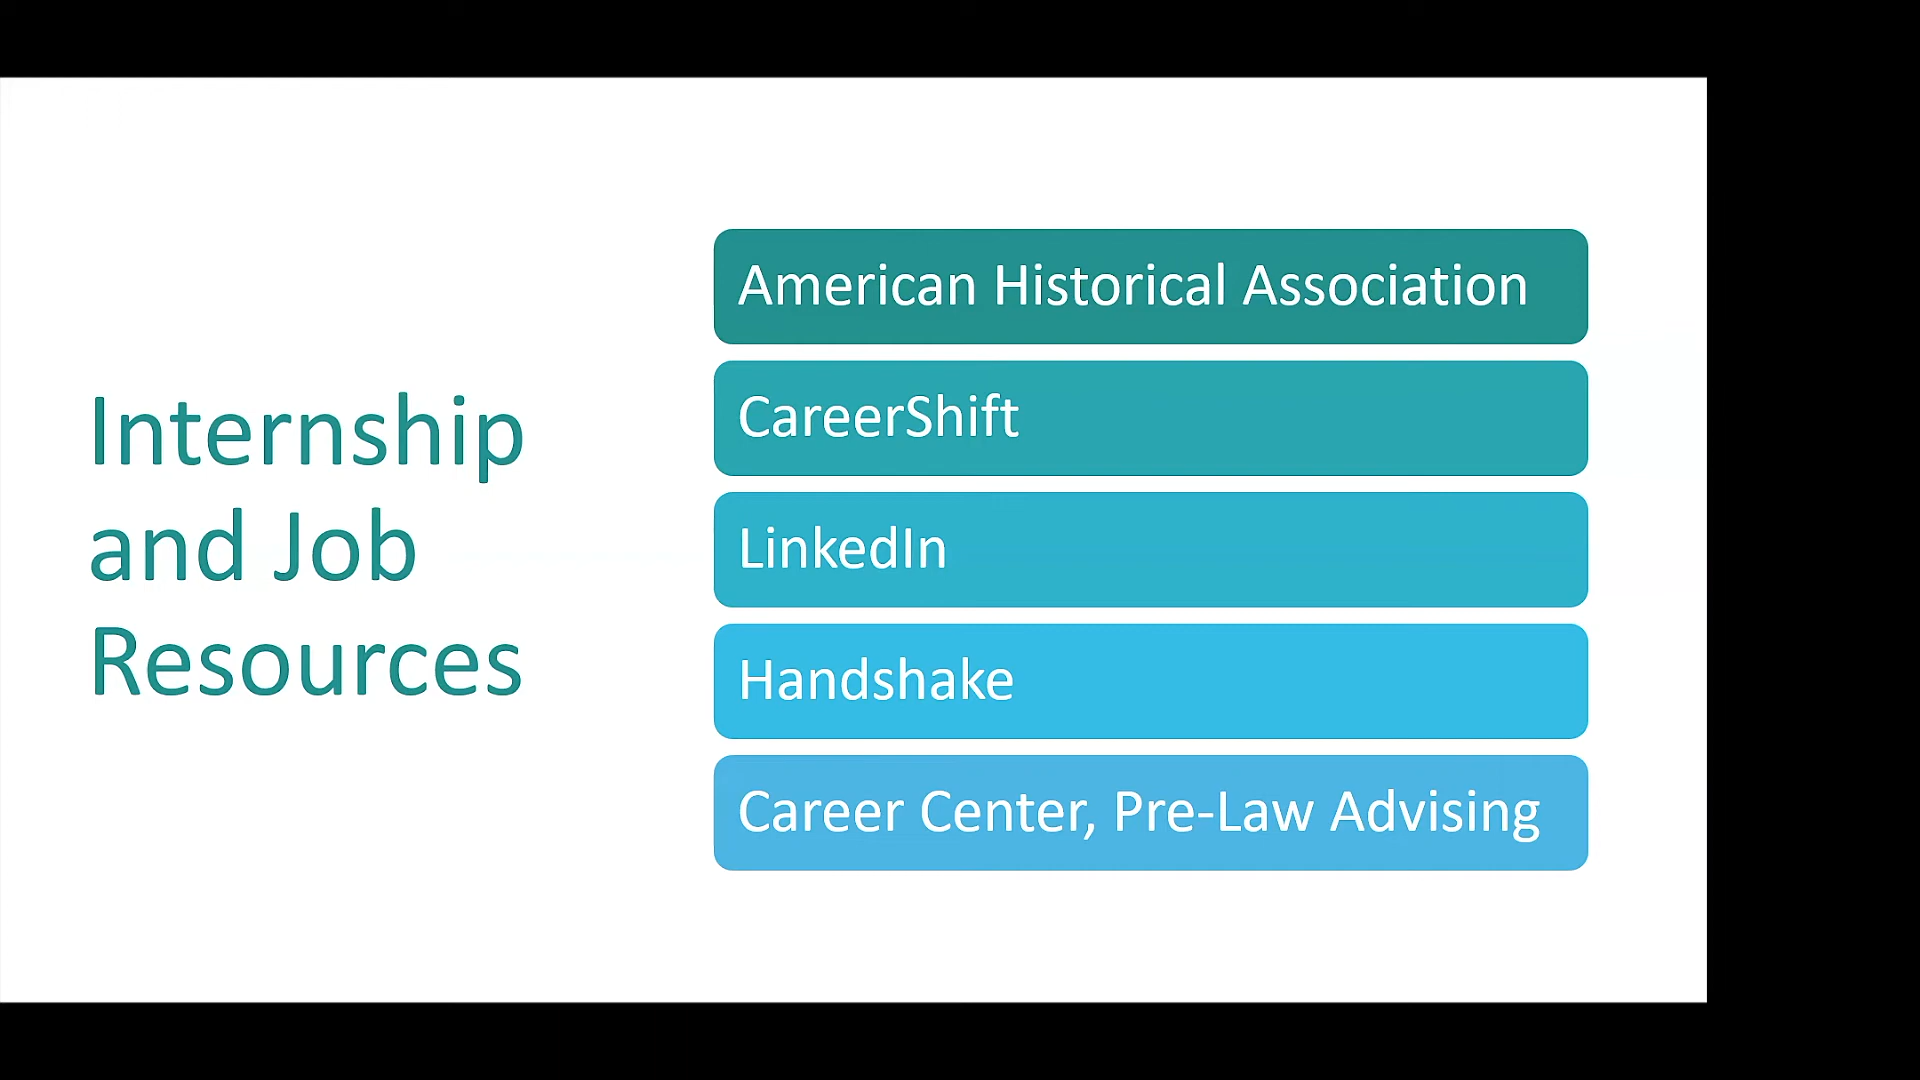 Internship
and Job
Resources
American Historical Association
CareerShift
LinkedIn
Handshake
Career Center, Pre-Law Advising